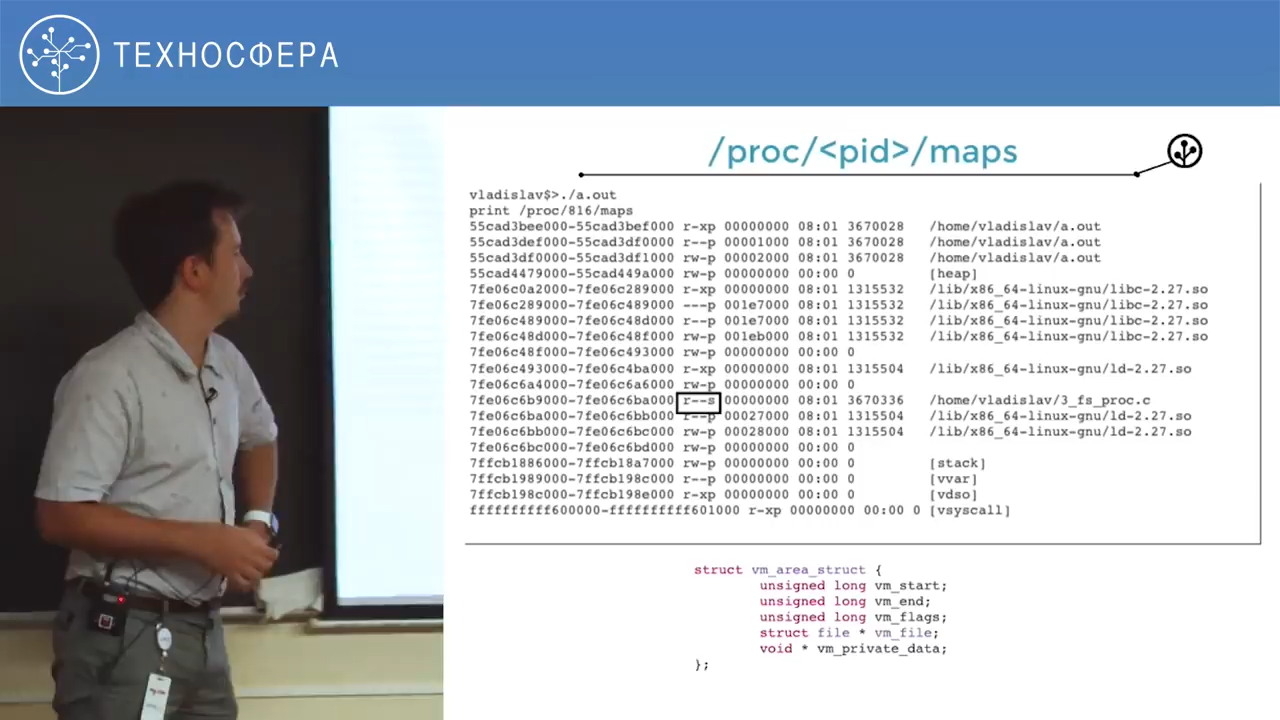 ТЕХНОСФЕРА
/proc/<pid>/maps
vladislav$>./a.out
print /proc/816/maps
55cad3bee000-55cad3bef000 r-xp 00000000 08:01 3670028 /home/vladislav/a.out
55cad3def000-55cad3df0000 r--p 00001000 08:01 3670028 /home/vladislav/a.out
55cad3df0000-55cad3df1000 rw-p 00002000 08:01 3670028 /home/vladislav/a.out
55cad4479000-55cad449a000 rw-p 00000000 00:00 0 [heap]
7fe06c0a2000-7fe06c289000 r-xp 00000000 08:01 1315532 /lib/x86_64-linux-gnu/libc-2.27.so
7fe06c289000-7fe06c489000 ---p 001e7000 08:01 1315532 /lib/x86_64-linux-gnu/libc-2.27.so
7fe06c489000-7fe06c48d000 r--p 001e7000 08:01 1315532 /lib/x86_64-linux-gnu/libc-2.27.so
7fe06c48d000-7fe06c48f000 rw-p 001eb000 08:01 1315532 /lib/x86_64-linux-gnu/libc-2.27.so
7fe06c48f000-7fe06c493000 rw-p 00000000 00:00 0
7fe06c493000-7fe06c4ba000 r-xp 00000000 08:01 1315504 /lib/x86_64-linux-gnu/ld-2.27.so
7fe06c6a4000-7fe06c6a6000 rw-p 00000000 00:00 0
7fe06c6b9000-7fe06c6ba000 r--s 00000000 08:01 3670336 /home/vladislav/3_fs_proc.c
7fe06c6ba000-7fe06c6bb000 r--p 00027000 08:01 1315504 /lib/x86_64-linux-gnu/ld-2.27.so
7fe06c6bb000-7fe06c6bc000 rw-p 00028000 08:01 1315504 /lib/x86_64-linux-gnu/ld-2.27.so
7fe06c6bc000-7fe06c6bd000 rw-p 00000000 00:00 0
7ffcb1886000-7ffcb18a7000 rw-p 00000000 00:00 0 [stack]
7ffcb1989000-7ffcb198c000 r--p 00000000 00:00 0 [vvar]
7ffcb198c000-7ffcb198e000 r-xp 00000000 00:00 0 [vdso]
ffffffffff600000-ffffffffff601000 r-xp 00000000 00:00 0 [vsyscall]
struct vm_area_struct {
unsigned long vm_start;
unsigned long vm_end;
unsigned long vm_flags;
struct file * vm_file;
void * vm_private_data;
};